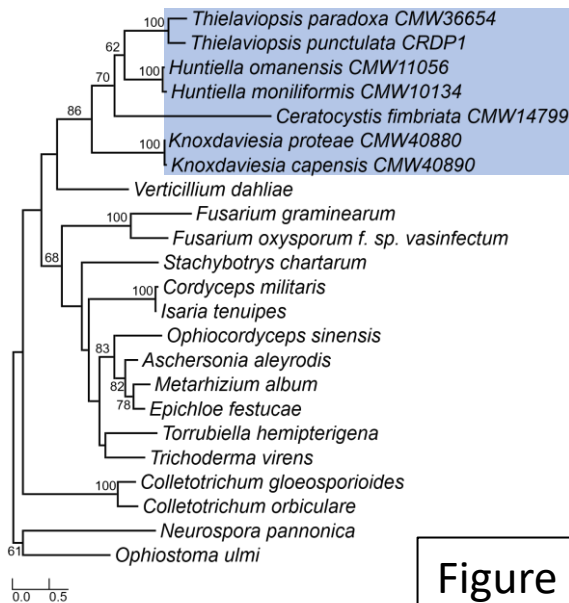 100
Thielaviopsis paradoxa CMW36654
Thielaviopsis punctulata CRDP1
62
100
Huntiella omanensis CMW11056
Huntiella moniliformis CMW10134
70
Ceratocystis fimbriata CMW14799
86
100
Knoxdaviesia proteae CMW40880
Knoxdaviesia capensis CMW40890
Verticillium dahliae
100
Fusarium graminearum
Fusarium oxysporum f. sp. vasinfectum
68
Stachybotrys chartarum
100
Cordyceps militaris
Isaria tenuipes
83
Ophiocordyceps sinensis
Aschersonia aleyrodis
82
Metarhizium album
78
Epichloe festucae
Torrubiella hemipterigena
Trichoderma virens
100
Colletotrichum gloeosporioides
Colletotrichum orbiculare
Neurospora pannonica
61
Ophiostoma ulmi
0.0 0.5
Figure